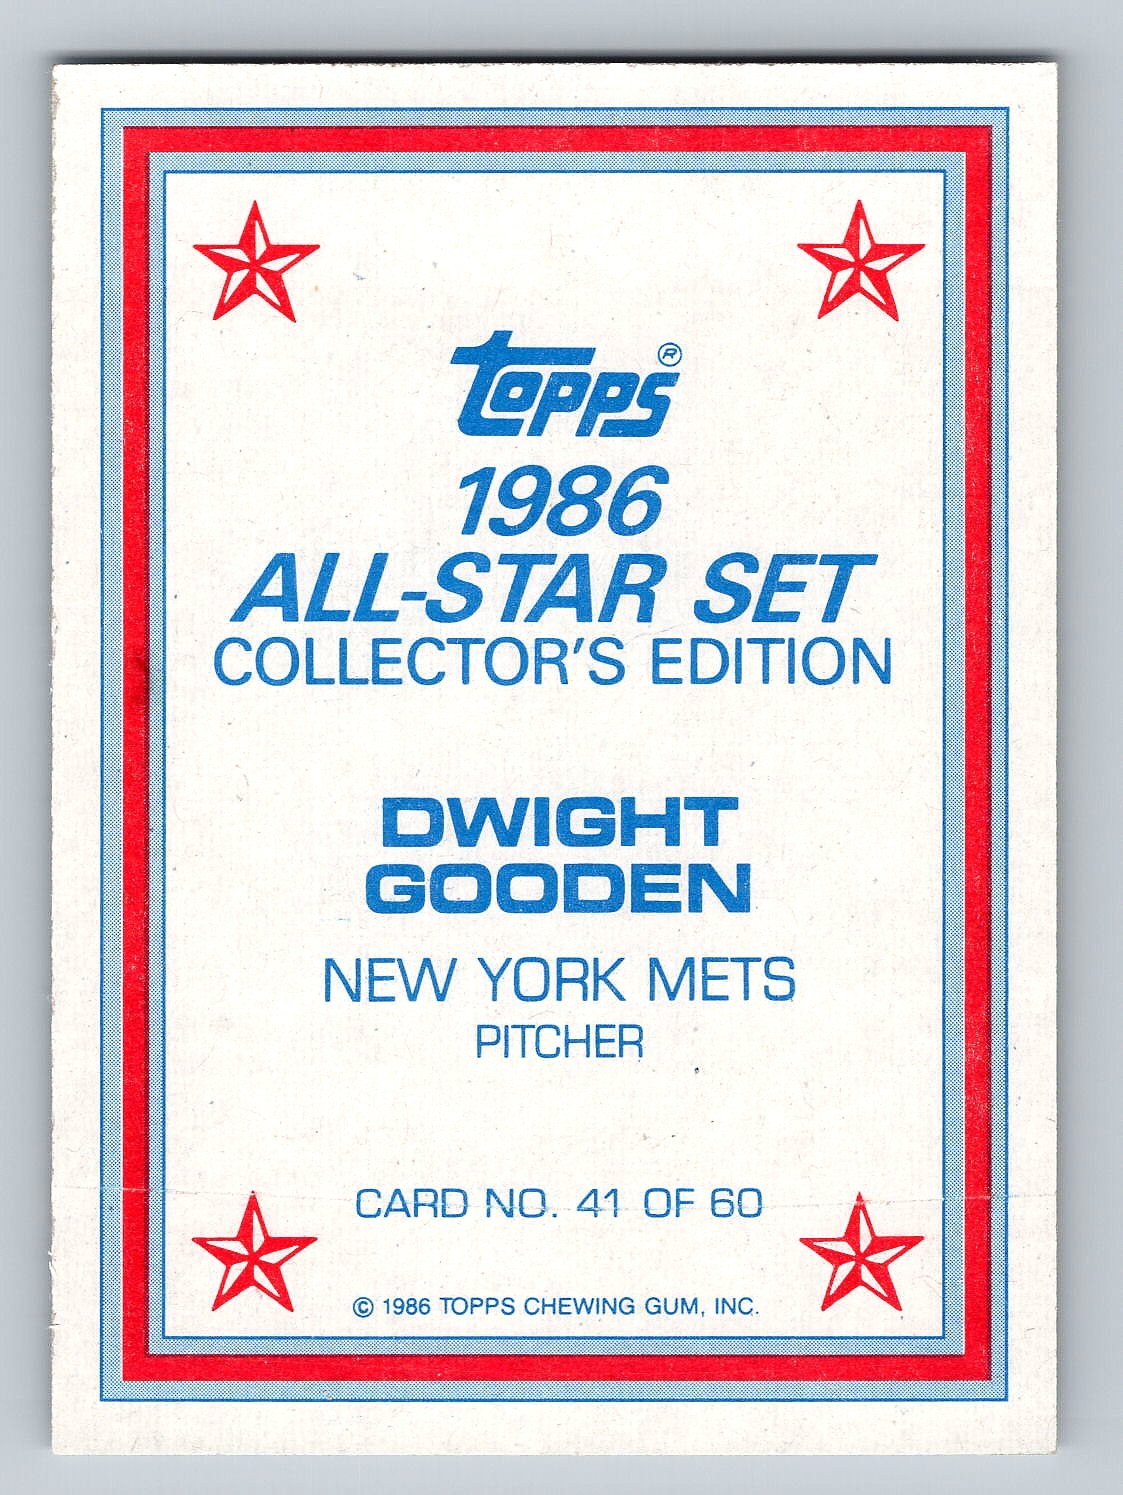 topps®
1986
ALL-STAR SET
COLLECTOR'S EDITION
DWIGHT
GOODEN
NEW YORK METS
PITCHER
CARD NO. 41 OF 60
© 1986 TOPPS CHEWING GUM, INC.